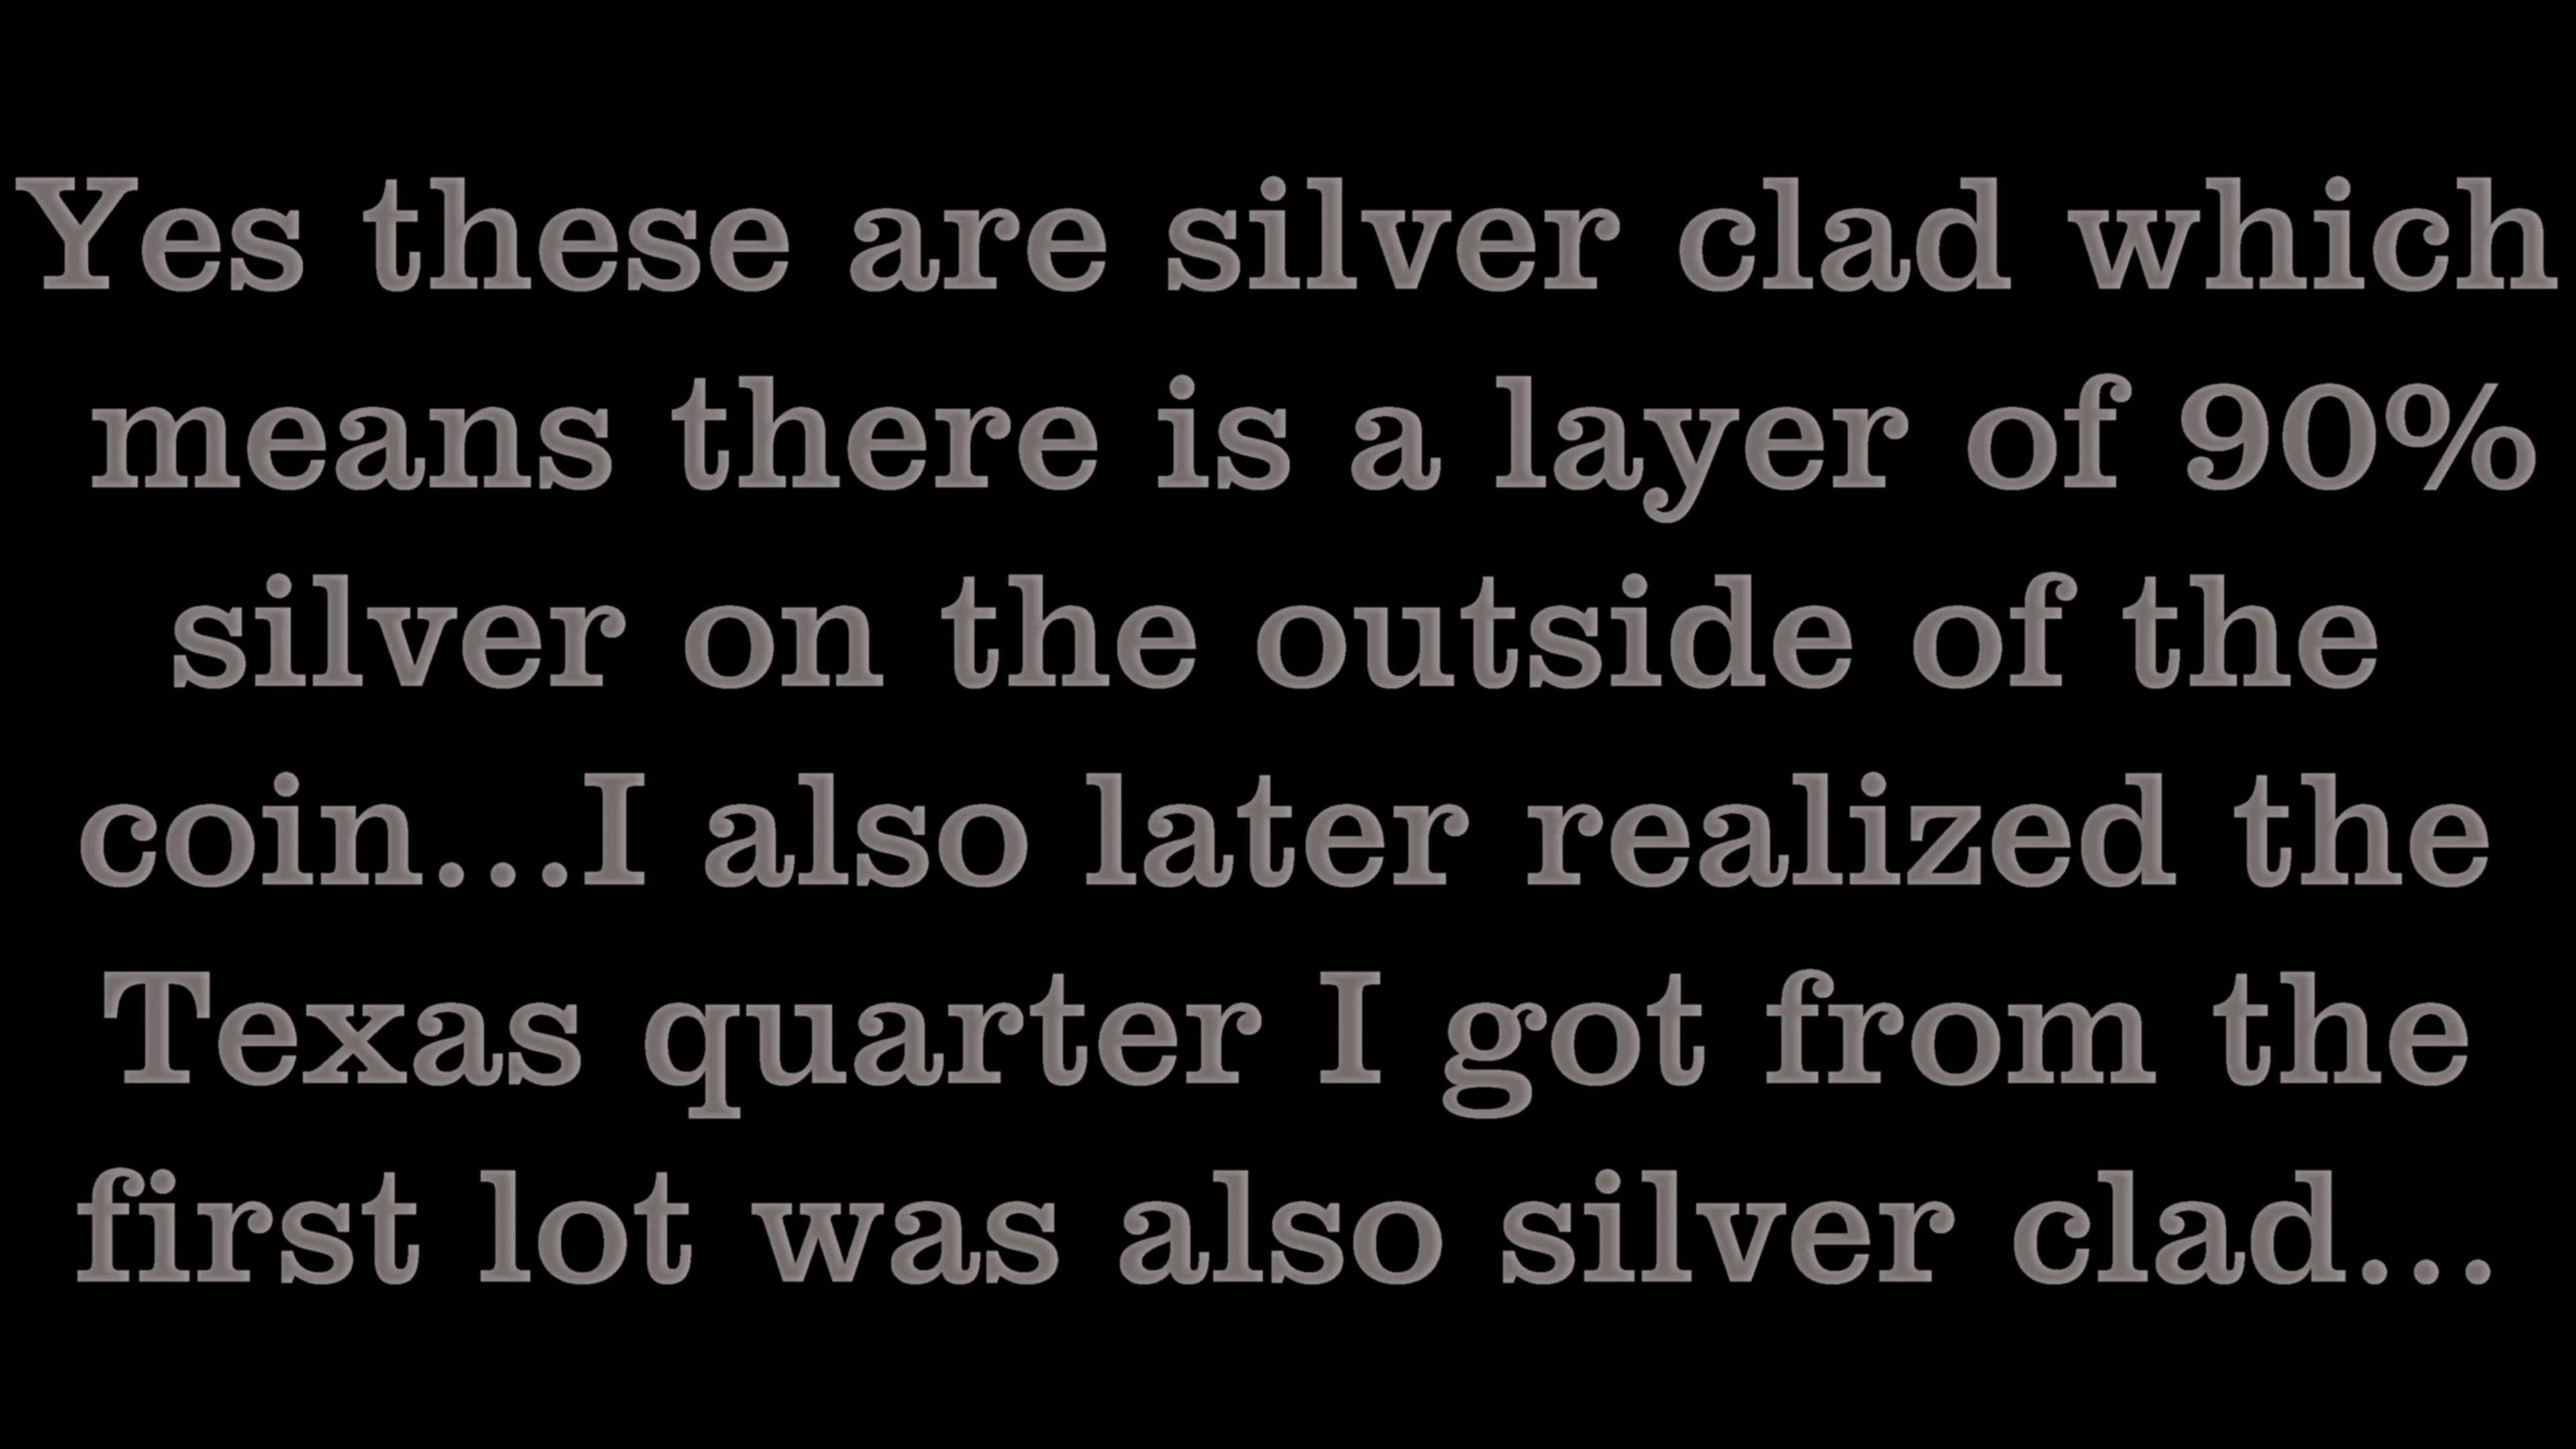 Yes these are silver clad which
means there is a layer of 90%
silver on the outside of the
coin...I also later realized the
Texas quarter I got from the
first lot was also silver clad...